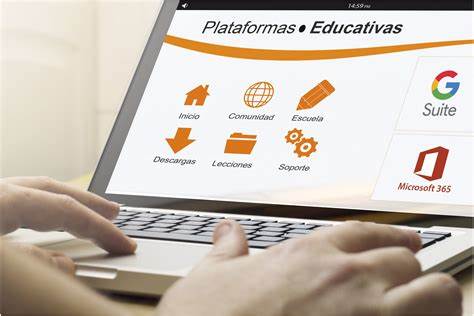 14:59 PM
Plataformas • Educativas
Inicio
Comunidad
Escuela
Descargas
Lecciones
Soporte
G Suite
Microsoft 365